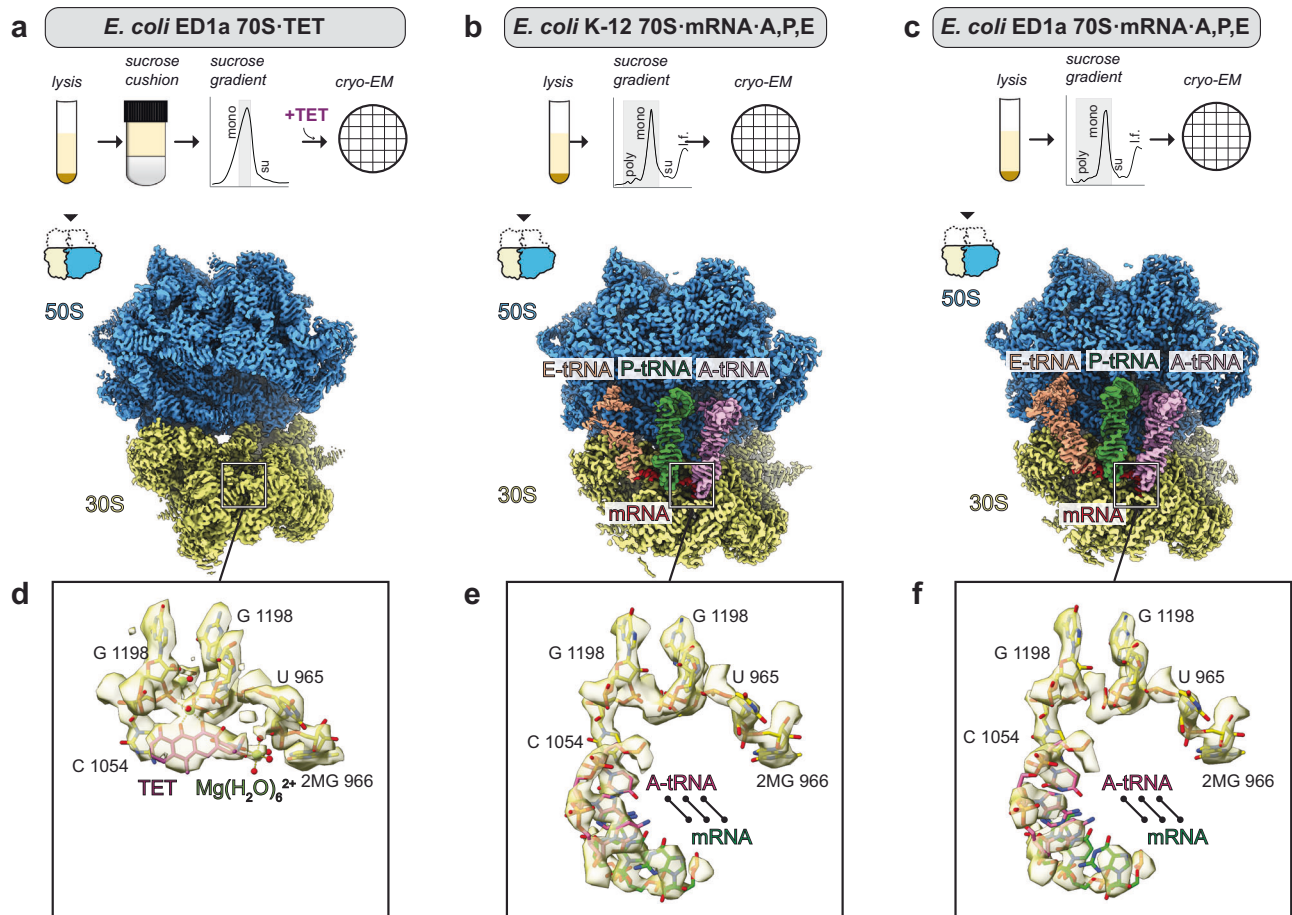 a
E. coli ED1a 70S·TET
lysis
sucrose
cushion
sucrose
gradient
cryo-EM
mono
su
+TET
50S
30S
b
E. coli K-12 70S·mRNA·A,P,E
lysis
sucrose
gradient
cryo-EM
poly
mono
su
l.f.
50S
E-tRNA
P-tRNA
A-tRNA
30S
mRNA
c
E. coli ED1a 70S·mRNA·A,P,E
lysis
sucrose
gradient
cryo-EM
poly
mono
su
l.f.
50S
E-tRNA
P-tRNA
A-tRNA
30S
mRNA
d
G 1198
G 1198
U 965
C 1054
TET
Mg(H2O)6 2+
2MG 966
e
G 1198
G 1198
U 965
C 1054
2MG 966
A-tRNA
mRNA
f
G 1198
G 1198
U 965
C 1054
2MG 966
A-tRNA
mRNA